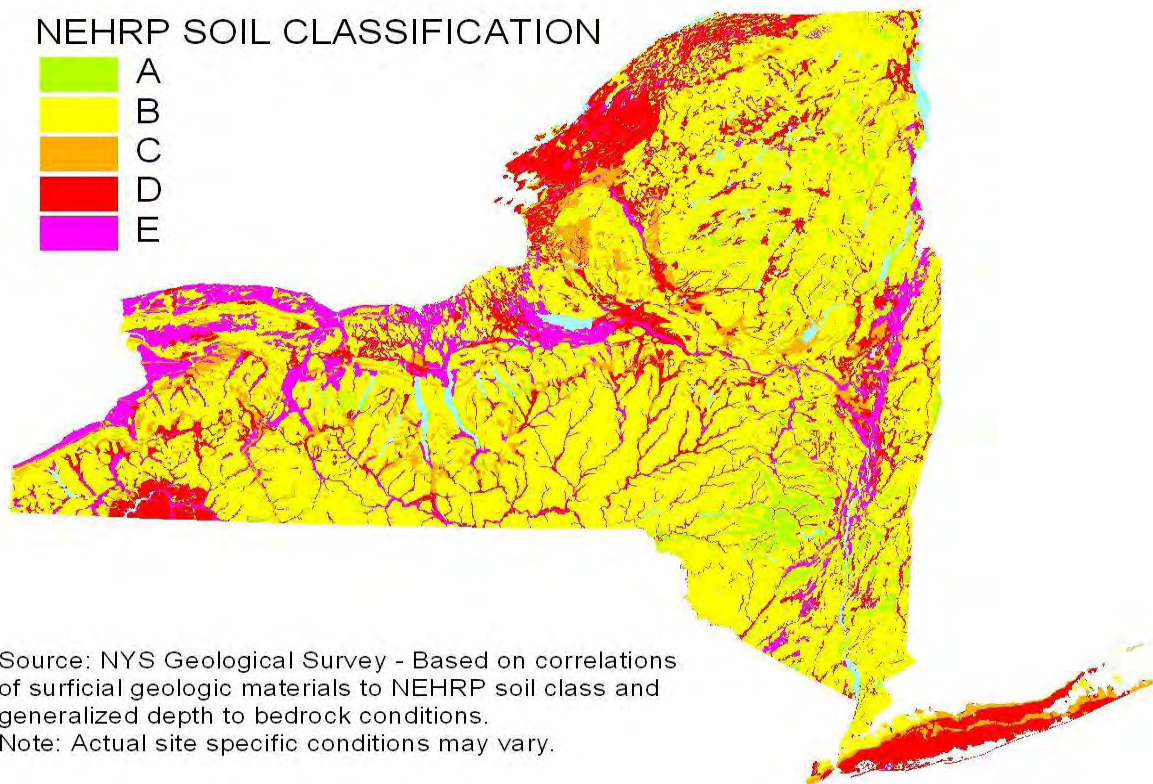 NEHRP SOIL CLASSIFICATION
A
B
C
D
E
Source: NYS Geological Survey - Based on correlations
of surficial geologic materials to NEHRP soil class and
generalized depth to bedrock conditions.
Note: Actual site specific conditions may vary.